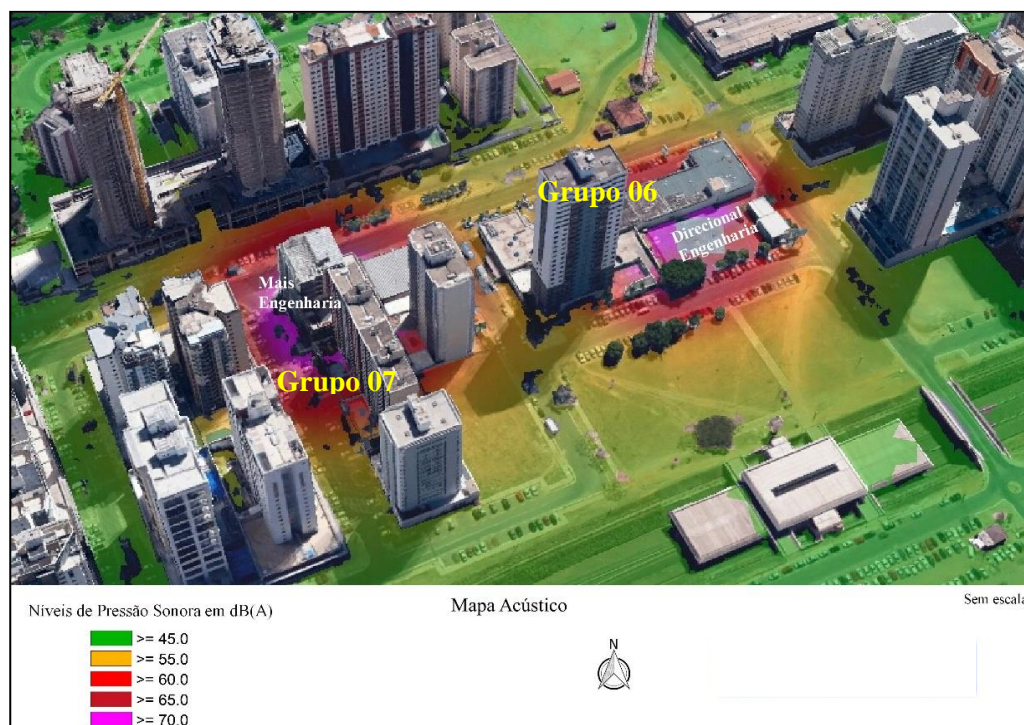 Grupo 06
Direcional
Engenharia
Mais
Engenharia
Grupo 07
Níveis de Pressão Sonora em dB(A)
>= 45.0
>= 55.0
>= 60.0
>= 65.0
>= 70.0
Mapa Acústico
N
Sem escala